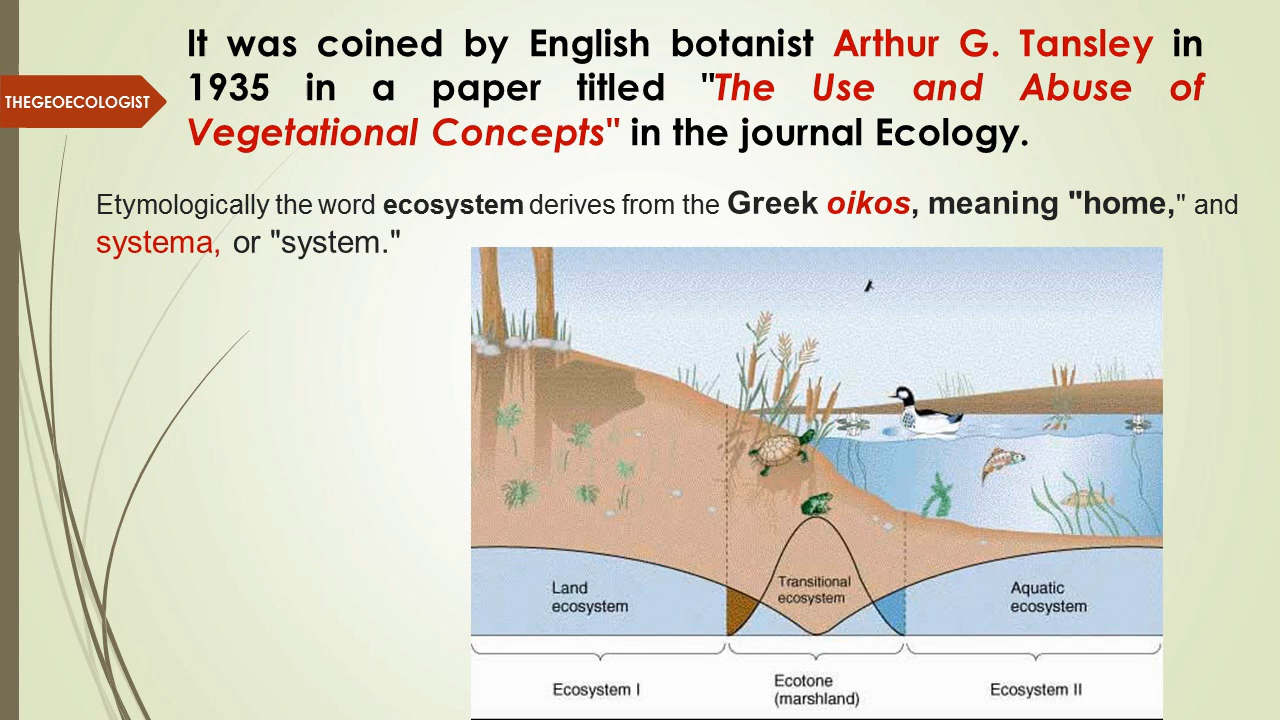 It was coined by English botanist Arthur G. Tansley in
1935 in a paper titled "The Use and Abuse of
Vegetational Concepts" in the journal Ecology.
THEGEOECOLOGIST
Etymologically the word ecosystem derives from the Greek oikos, meaning "home," and
systema, or "system."
Land
ecosystem
Transitional
ecosystem
Aquatic
ecosystem
Ecosystem I
Ecotone
(marshland)
Ecosystem II